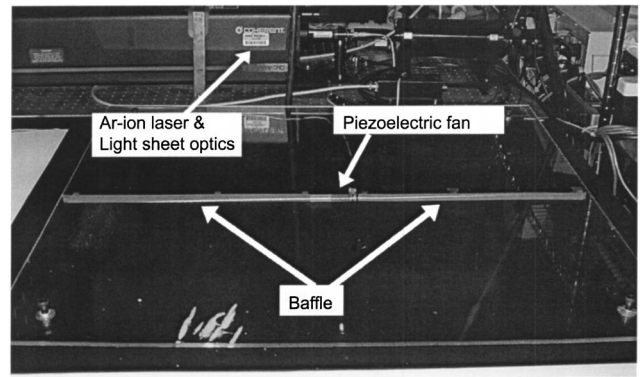 COHERENT
Ar-ion laser &
Light sheet optics
Piezoelectric fan
Baffle